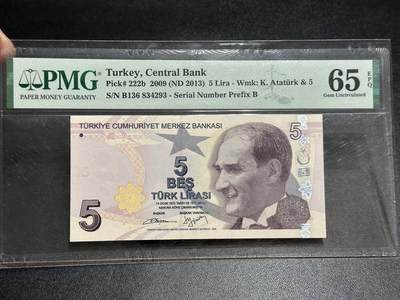 PMG
PAPER MONEY GUARANTY
Turkey, Central Bank
Pick# 222b 2009 (ND 2013) 5 Lira - Wmk: K. Atatürk & 5
S/N B136 834293 - Serial Number Prefix B
65 EPQ
Gem Uncirculated
TÜRKİYE CUMHURİYET MERKEZ BANKASI
5
5
BEŞ
TÜRK LİRASI
5